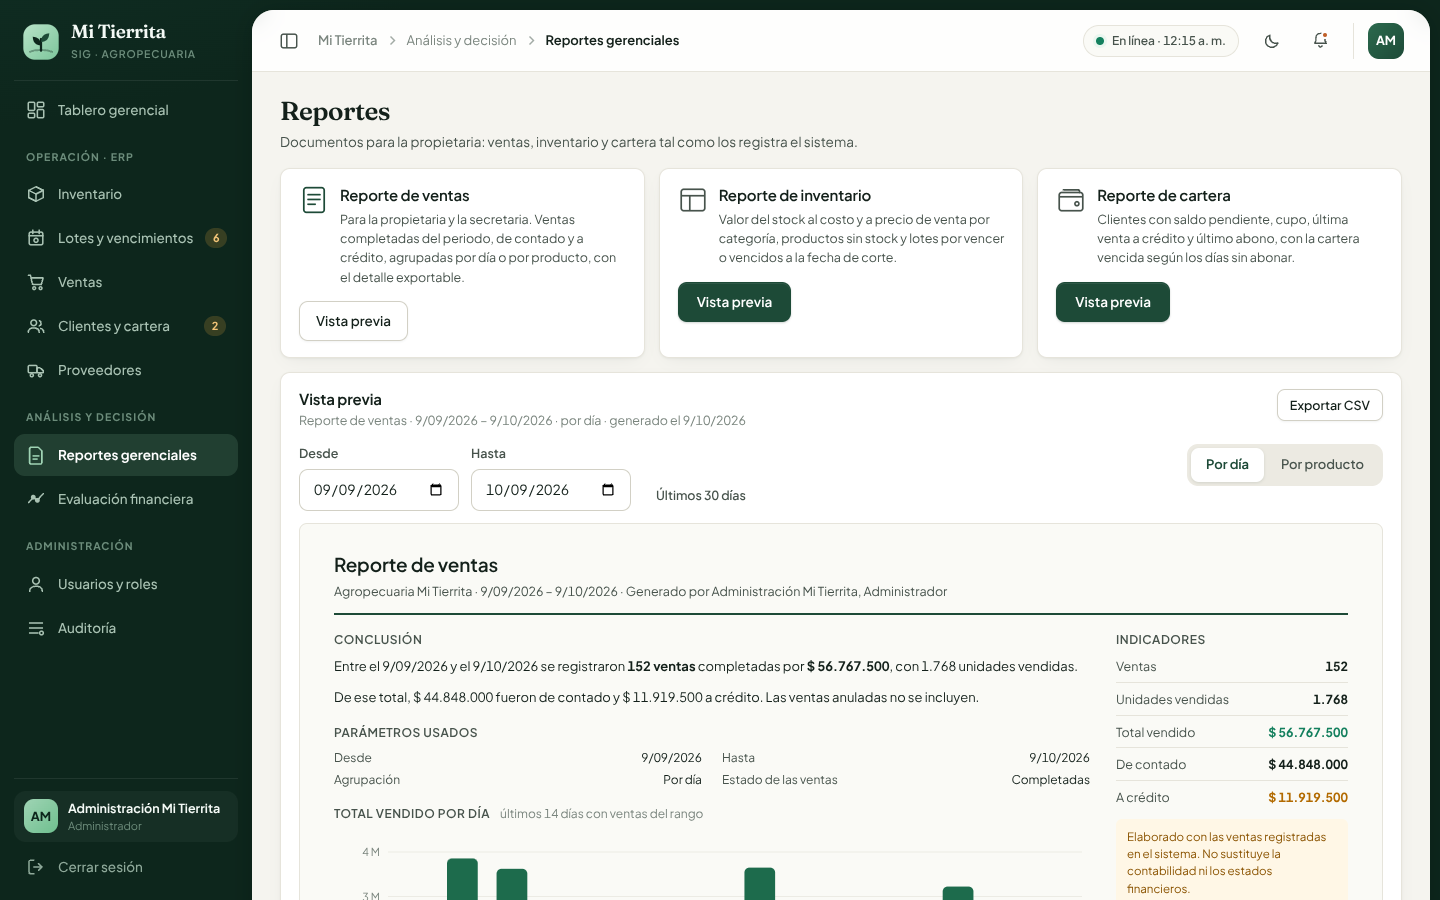 Mi Tierrita
SIG · AGROPECUARIA
Tablero gerencial
OPERACIÓN · ERP
Inventario
Lotes y vencimientos 6
Ventas
Clientes y cartera 2
Proveedores
ANÁLISIS Y DECISIÓN
Reportes gerenciales
Evaluación financiera
ADMINISTRACIÓN
Usuarios y roles
Auditoría
AM
Administración Mi Tierrita
Administrador
Cerrar sesión
Mi Tierrita > Análisis y decisión > Reportes gerenciales
En línea · 12:15 a. m.
AM
Reportes
Documentos para la propietaria: ventas, inventario y cartera tal como los registra el sistema.
Reporte de ventas
Para la propietaria y la secretaria. Ventas
completadas del periodo, de contado y a
crédito, agrupadas por día o por producto, con
el detalle exportable.
Vista previa
Reporte de inventario
Valor del stock al costo y a precio de venta por
categoría, productos sin stock y lotes por vencer
o vencidos a la fecha de corte.
Vista previa
Reporte de cartera
Clientes con saldo pendiente, cupo, última
venta a crédito y último abono, con la cartera
vencida según los días sin abonar.
Vista previa
Vista previa
Reporte de ventas · 9/09/2026 – 9/10/2026 · por día · generado el 9/10/2026
Exportar CSV
Desde
09/09/2026
Hasta
10/09/2026
Últimos 30 días
Por día
Por producto
Reporte de ventas
Agropecuaria Mi Tierrita · 9/09/2026 – 9/10/2026 · Generado por Administración Mi Tierrita, Administrador
CONCLUSIÓN
Entre el 9/09/2026 y el 9/10/2026 se registraron 152 ventas completadas por $ 56.767.500, con 1.768 unidades vendidas.
De ese total, $ 44.848.000 fueron de contado y $ 11.919.500 a crédito. Las ventas anuladas no se incluyen.
PARÁMETROS USADOS
Desde 9/09/2026 Hasta 9/10/2026
Agrupación Por día Estado de las ventas Completadas
TOTAL VENDIDO POR DÍA últimos 14 días con ventas del rango
4 M
3 M
INDICADORES
Ventas 152
Unidades vendidas 1.768
Total vendido $ 56.767.500
De contado $ 44.848.000
A crédito $ 11.919.500
Elaborado con las ventas registradas
en el sistema. No sustituye la
contabilidad ni los estados
financieros.